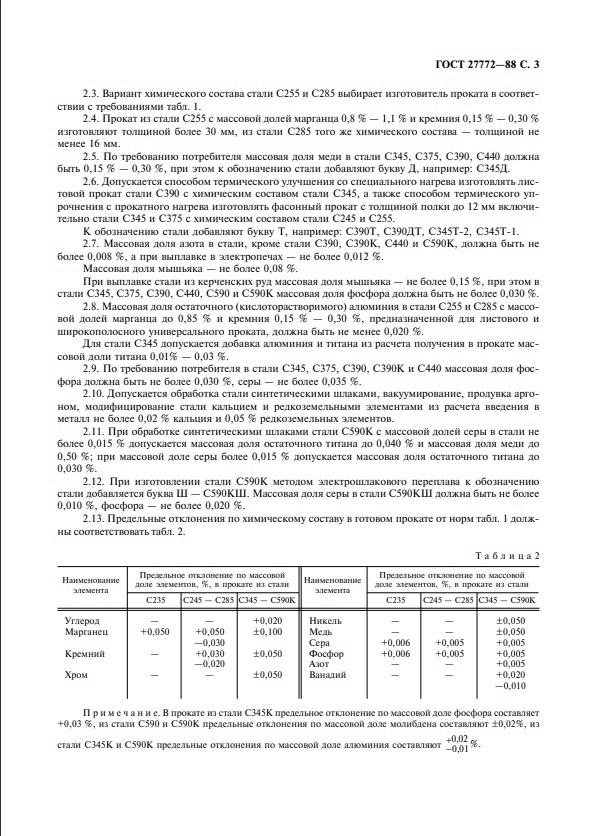 ГОСТ 27772—88 С. 3
2.3. Вариант химического состава стали С255 и С285 выбирает изготовитель проката в соответ-
ствии с требованиями табл. 1.
2.4. Прокат из стали С255 с массовой долей марганца 0,8 % — 1,1 % и кремния 0,15 % — 0,30 %
изготовляют толщиной более 30 мм, из стали С285 того же химического состава — толщиной не
менее 16 мм.
2.5. По требованию потребителя массовая доля меди в стали С345, С375, С390, С440 должна
быть 0,15 % — 0,30 %, при этом к обозначению стали добавляют букву Д, например: С345Д.
2.6. Допускается способом термического улучшения со специального нагрева изготовлять лис-
товой прокат стали С390 с химическим составом стали С345, а также способом термического уп-
рочнения с прокатного нагрева изготовлять фасонный прокат с толщиной полки до 12 мм включи-
тельно стали С345 и С375 с химическим составом стали С245 и С255.
К обозначению стали добавляют букву Т, например: С390Т, С390ДТ, С345Т-2, С345Т-1.
2.7. Массовая доля азота в стали, кроме стали С390, С390К, С440 и С590К, должна быть не
более 0,008 %, а при выплавке в электропечах — не более 0,012 %.
Массовая доля мышьяка — не более 0,08 %.
При выплавке стали из керченских руд массовая доля мышьяка — не более 0,15 %, при этом в
стали С345, С375, С390, С440, С590 и С590К массовая доля фосфора должна быть не более 0,030 %.
2.8. Массовая доля остаточного (кислоторастворимого) алюминия в стали С255 и С285 с массо-
вой долей марганца до 0,85 % и кремния 0,15 % — 0,30 %, предназначенной для листового и
широкополосного универсального проката, должна быть не менее 0,020 %.
Для стали С345 допускается добавка алюминия и титана из расчета получения в прокате мас-
совой доли титана 0,01% — 0,03 %.
2.9. По требованию потребителя в стали С345, С375, С390, С390К и С440 массовая доля фос-
фора должна быть не более 0,030 %, серы — не более 0,035 %.
2.10. Допускается обработка стали синтетическими шлаками, вакуумирование, продувка арго-
ном, модифицирование стали кальцием и редкоземельными элементами из расчета введения в
металл не более 0,02 % кальция и 0,05 % редкоземельных элементов.
2.11. При обработке синтетическими шлаками стали С590К с массовой долей серы в стали не
более 0,015 % допускается массовая доля остаточного титана до 0,040 % и массовая доля меди до
0,50 %; при массовой доле серы более 0,015 % допускается массовая доля остаточного титана до
0,030 %.
2.12. При изготовлении стали С590К методом электрошлакового переплава к обозначению
стали добавляется буква Ш — С590КШ. Массовая доля серы в стали С590КШ должна быть не более
0,010 %, фосфора — не более 0,020 %.
2.13. Предельные отклонения по химическому составу в готовом прокате от норм табл. 1 долж-
ны соответствовать табл. 2.
Таблица 2
Наименование элемента | Предельное отклонение по массовой доле элементов, %, в прокате из стали | Наименование элемента | Предельное отклонение по массовой доле элементов, %, в прокате из стали
С235 | С245 — С285 | С345 — С590К | С235 | С245 — С285 | С345 — С590К
Углерод — — +0,020 Никель — — ±0,050
Марганец +0,050 +0,050 ±0,100 Медь — — ±0,050
—0,030 Сера +0,006 +0,005 +0,005
Кремний — +0,030 ±0,050 Фосфор +0,006 +0,005 +0,005
—0,020 Азот — — +0,005
Хром — — ±0,050 Ванадий — — +0,020
—0,010
Примечание. В прокате из стали С345К предельное отклонение по массовой доле фосфора составляет
+0,03 %, из стали С590 и С590К предельные отклонения по массовой доле молибдена составляют ±0,02%, из
стали С345К и С590К предельные отклонения по массовой доле алюминия составляют +0,02 −0,01 %.